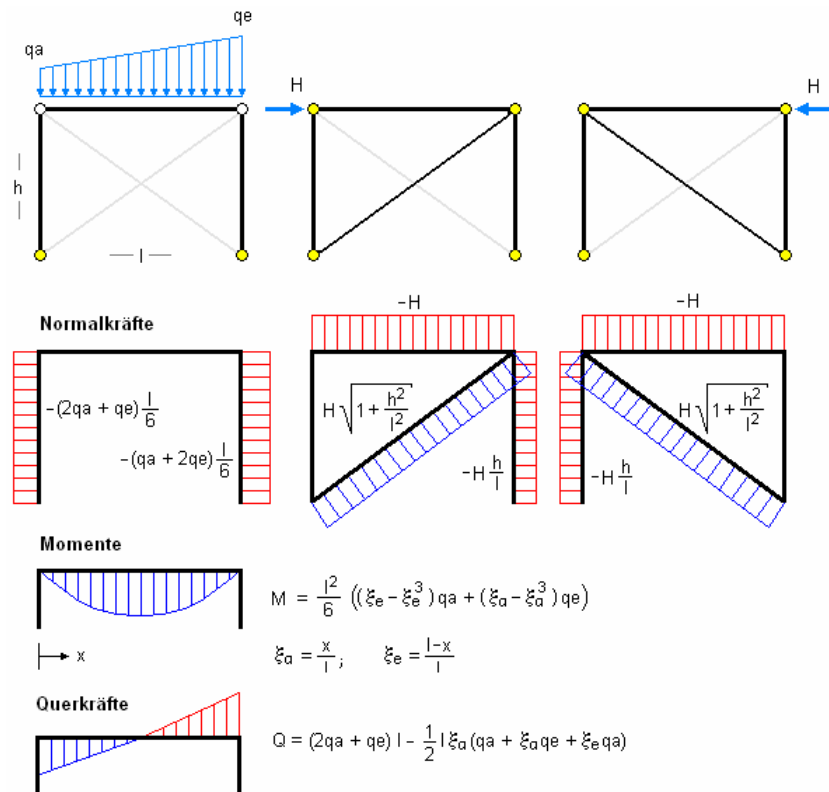 qe
qa
H
H
h
l
Normalkräfte
-H
-H
-(2qa + qe) l/6
-(qa + 2qe) l/6
H √(1 + h²/l²)
-H h/l
H √(1 + h²/l²)
-H h/l
Momente
M = l²/6 ((ξe - ξe³) qa + (ξa - ξa³) qe)
x
ξa = x/l ; ξe = l-x/l
Querkräfte
Q = (2qa + qe) l - 1/2 l ξa (qa + ξa qe + ξe qa)